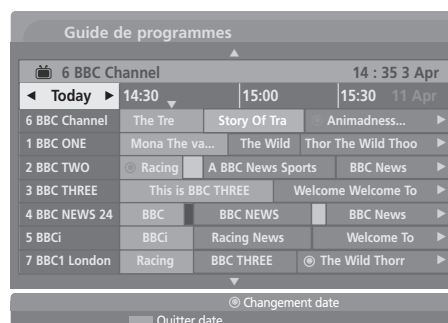 Guide de programmes
6 BBC Channel 14 : 35 3 Apr
Today 14:30 15:00 15:30 11 Apr
6 BBC Channel The Tre Story Of Tra Animadness...
1 BBC ONE Mona The va... The Wild Thor The Wild Thoo
2 BBC TWO Racing A BBC News Sports BBC News
3 BBC THREE This is BBC THREE Welcome Welcome To
4 BBC NEWS 24 BBC BBC NEWS BBC News
5 BBCi BBCi Racing News Welcome To
7 BBC1 London Racing BBC THREE The Wild Thorr
Changement date
Quitter date